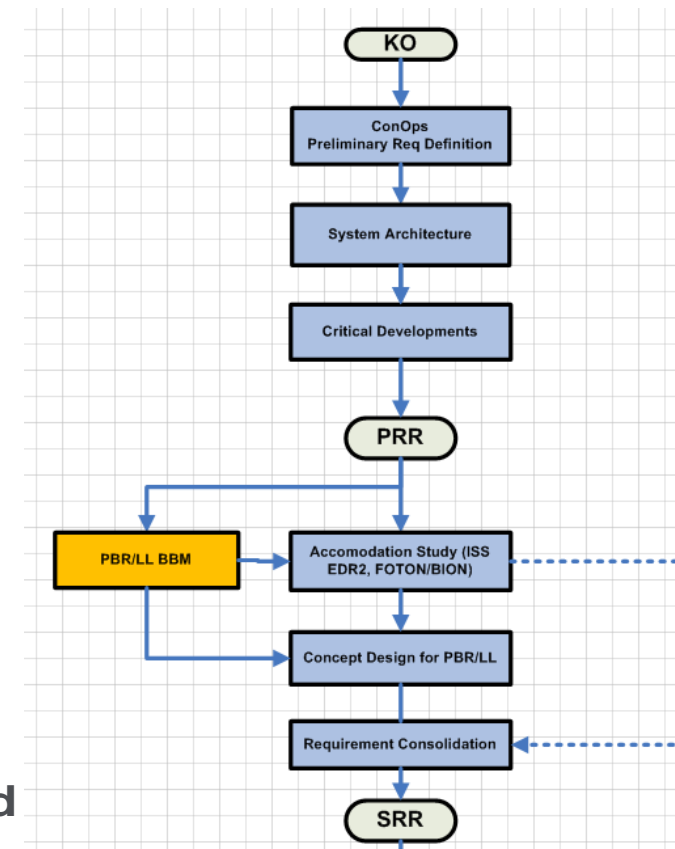 KO
ConOps
Preliminary Req Definition
System Architecture
Critical Developments
PRR
PBR/LL BBM
Accomodation Study (ISS
EDR2, FOTON/BION)
Concept Design for PBR/LL
Requirement Consolidation
SRR